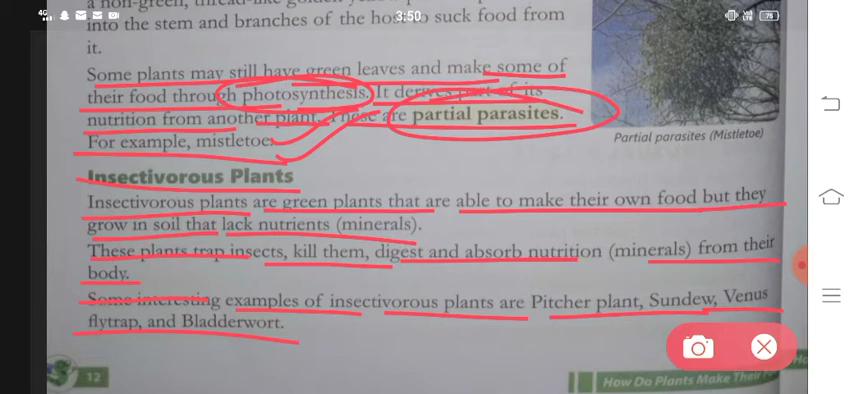 a non-green, thread-like
into the stem and branches of the host to suck food from
it.
Some plants may still have green leaves and make some of
their food through photosynthesis. It derives part of its
nutrition from another plant. These are partial parasites.
For example, mistletoe.
Partial parasites (Mistletoe)
Insectivorous Plants
Insectivorous plants are green plants that are able to make their own food but they
grow in soil that lack nutrients (minerals).
These plants trap insects, kill them, digest and absorb nutrition (minerals) from their
body.
Some interesting examples of insectivorous plants are Pitcher plant, Sundew, Venus
flytrap, and Bladderwort.
12
How Do Plants Make Their
4G
3:50
75